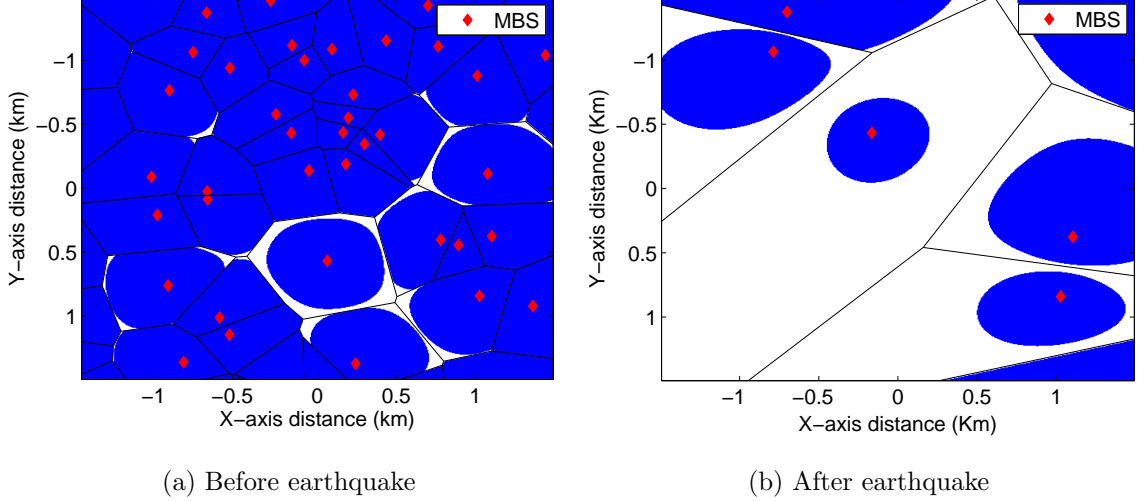 MBS
−1
−0.5
0
0.5
1
Y−axis distance (km)
−1 −0.5 0 0.5 1
X−axis distance (km)
(a) Before earthquake
MBS
−1
−0.5
0
0.5
1
Y−axis distance (Km)
−1 −0.5 0 0.5 1
X−axis distance (Km)
(b) After earthquake